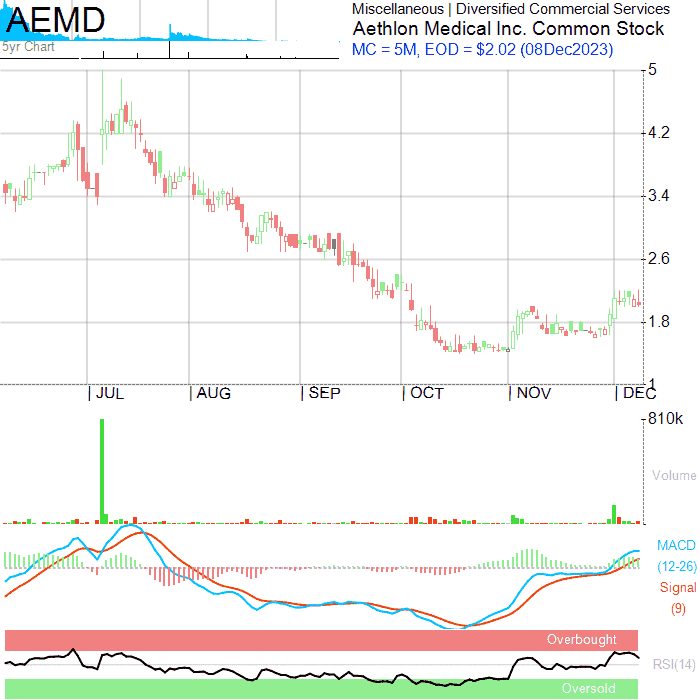 AEMD
5yr Chart
Miscellaneous | Diversified Commercial Services
Aethlon Medical Inc. Common Stock
MC = 5M, EOD = $2.02 (08Dec2023)
5
4.2
3.4
2.6
1.8
1
JUL AUG SEP OCT NOV DEC
810k
Volume
MACD
(12-26)
Signal
(9)
Overbought
RSI(14)
Oversold